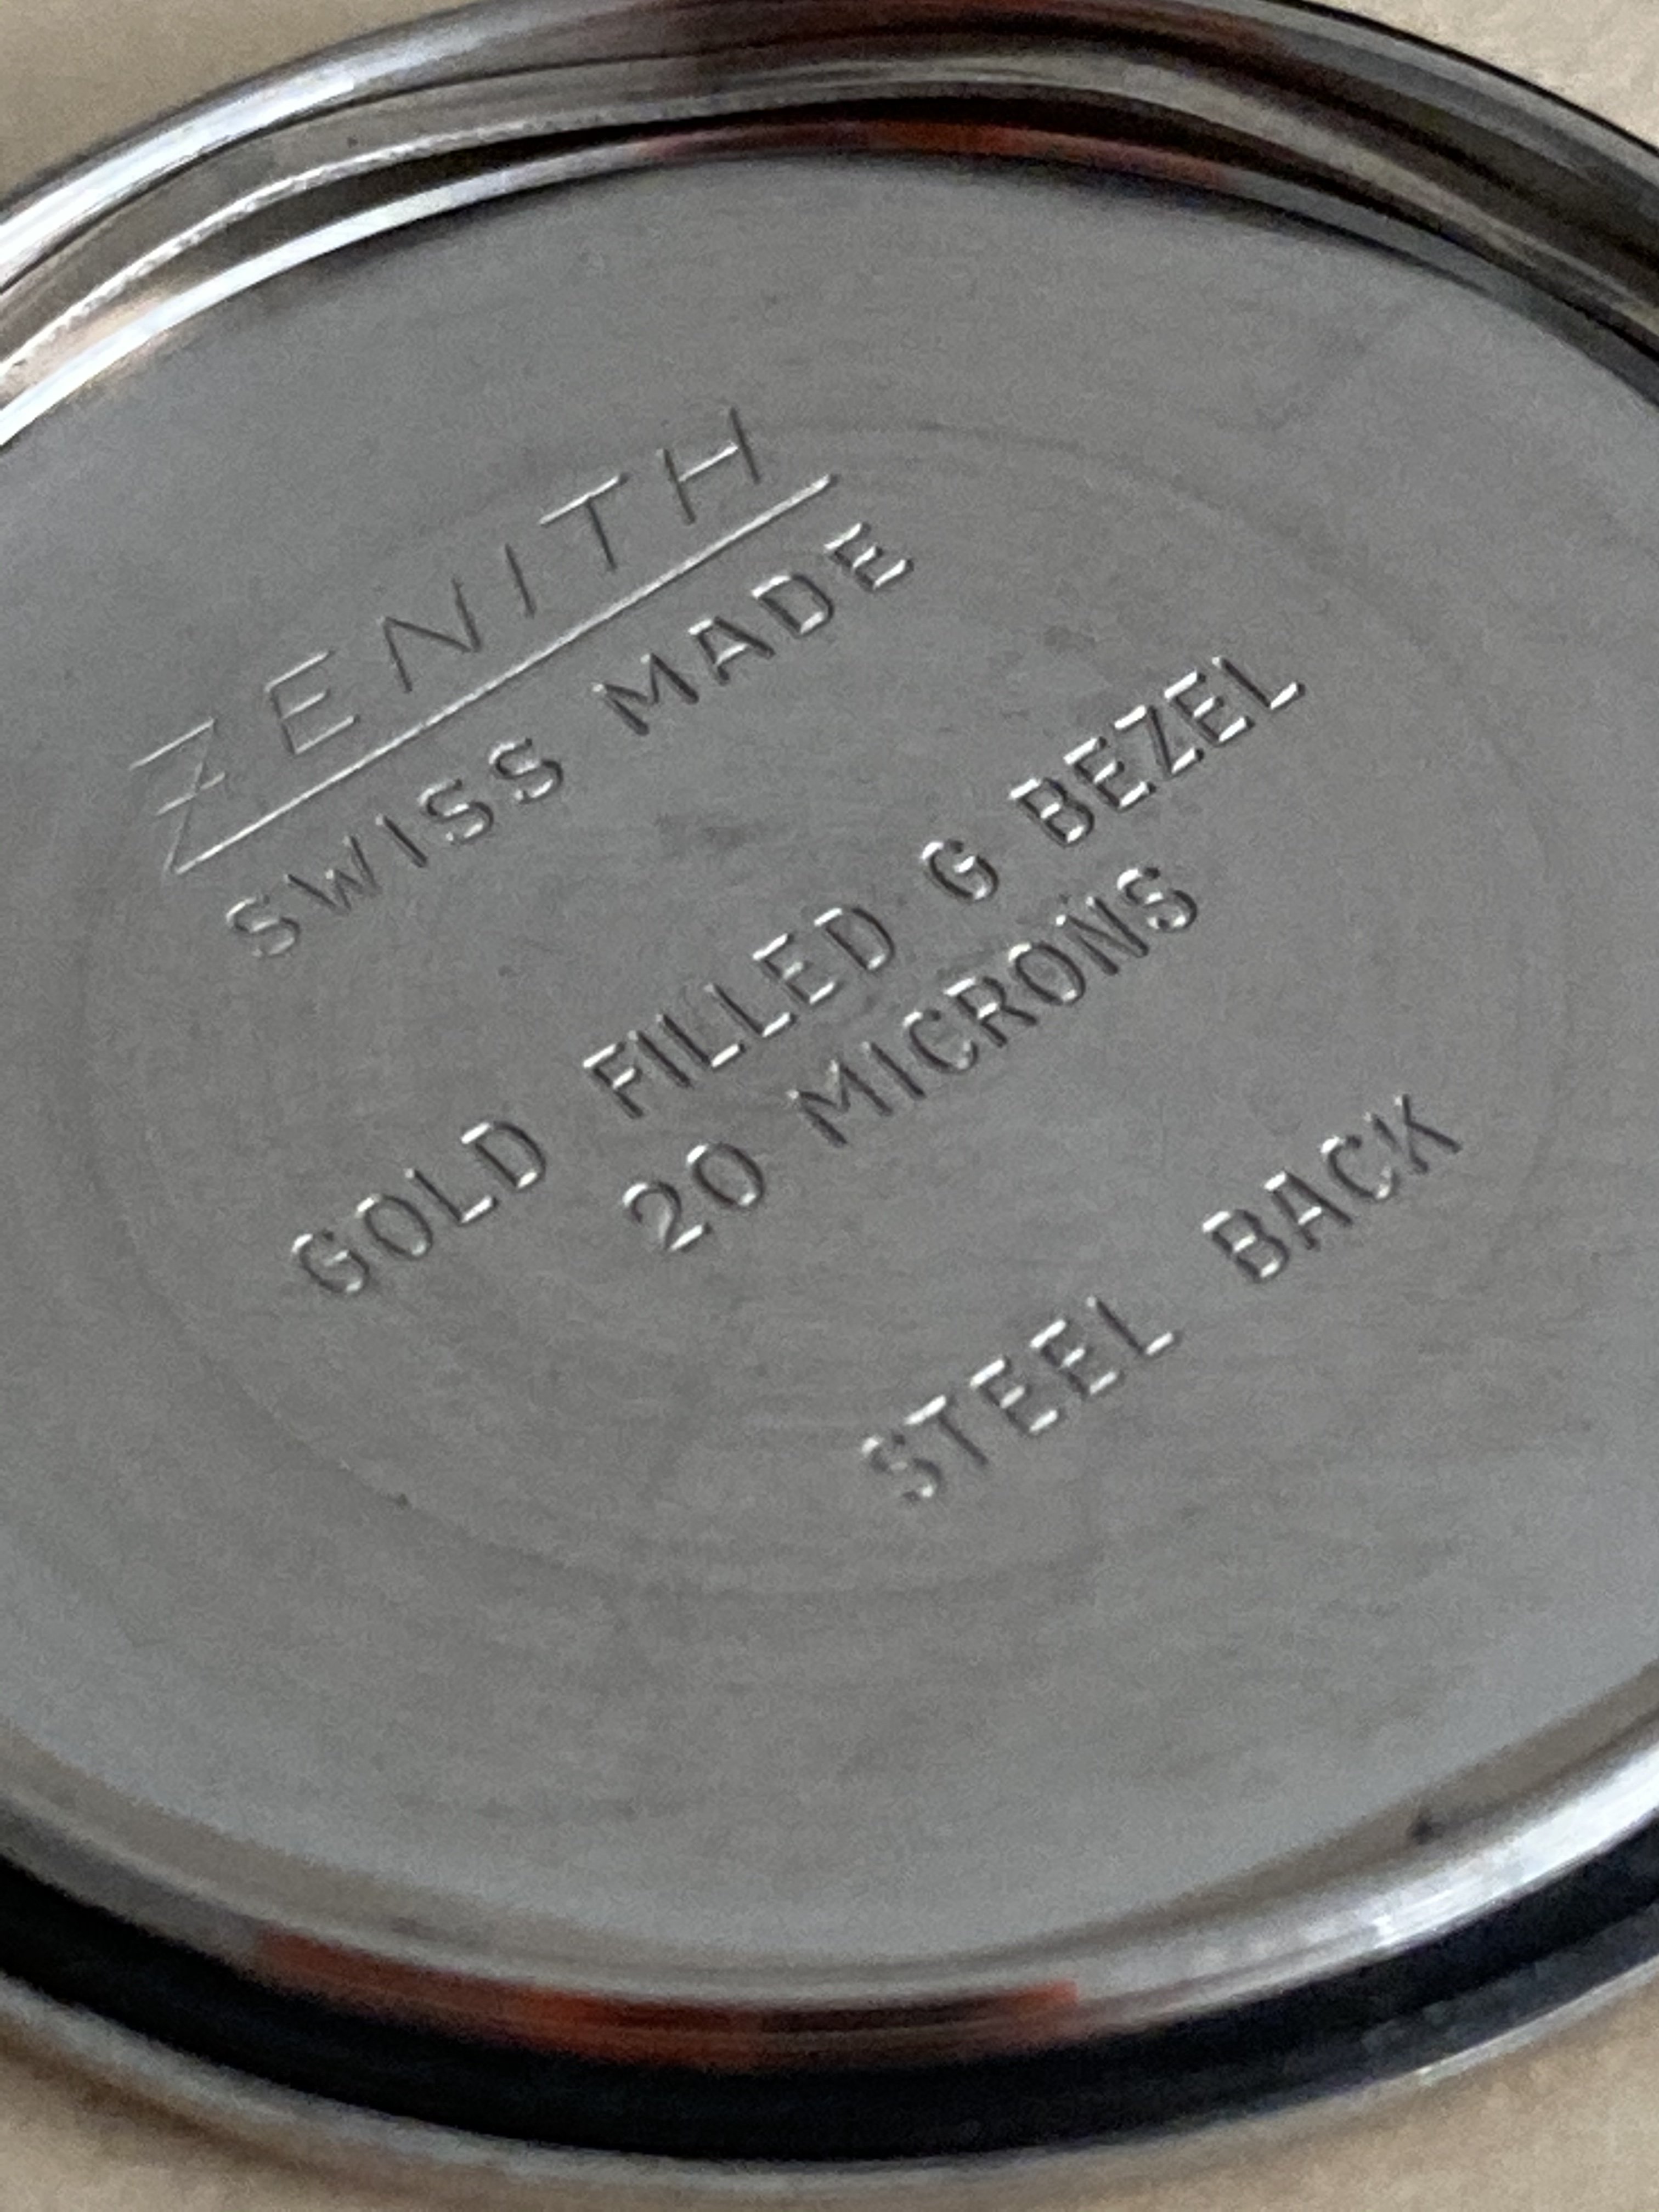 ZENITH
SWISS MADE
GOLD FILLED G BEZEL
20 MICRONS
STEEL BACK